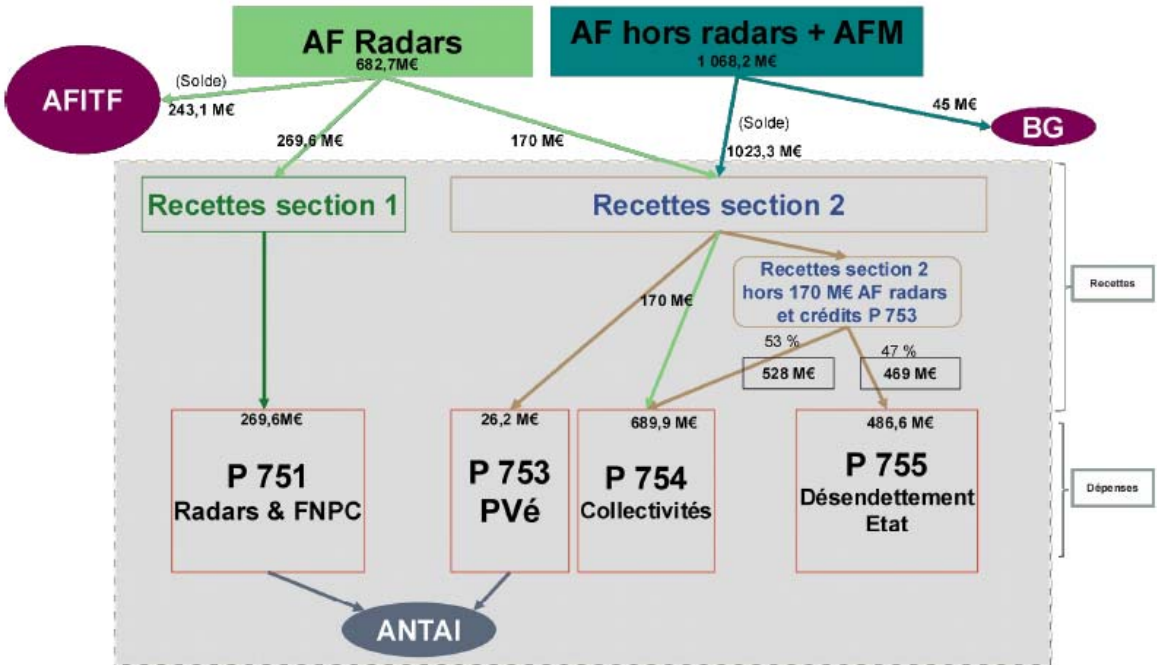 AF Radars
682,7M€
AF hors radars + AFM
1 068,2 M€
AFITF
(Solde)
243,1 M€
45 M€
BG
269,6 M€
170 M€
(Solde)
1023,3 M€
Recettes section 1
Recettes section 2
170 M€
Recettes section 2
hors 170 M€ AF radars
et crédits P 753
Recettes
53 %
47 %
528 M€
469 M€
269,6M€
P 751
Radars & FNPC
26,2 M€
P 753
PVé
689,9 M€
P 754
Collectivités
486,6 M€
P 755
Désendettement
Etat
Dépenses
ANTAI